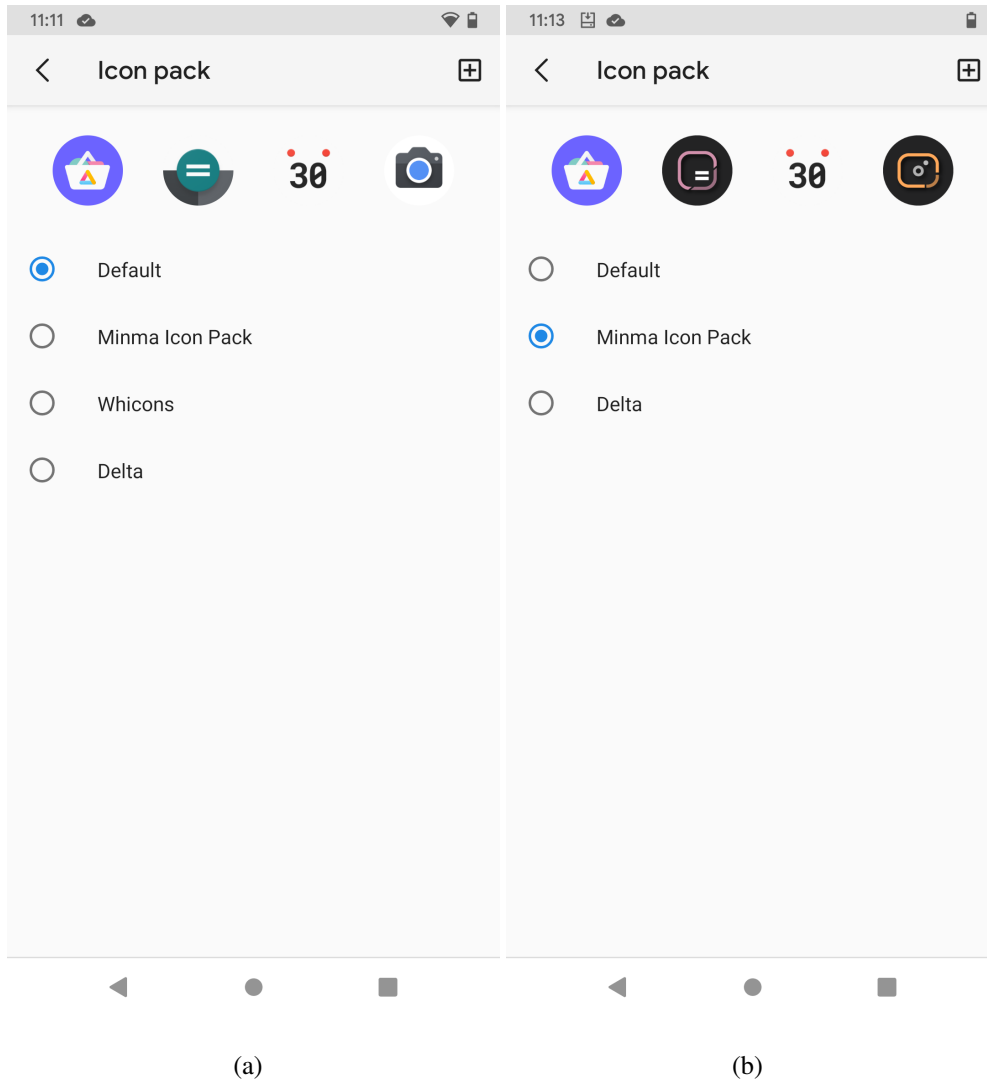 11:11
Icon pack
30
Default
Minma Icon Pack
Whicons
Delta
(a)
11:13
Icon pack
30
Default
Minma Icon Pack
Delta
(b)